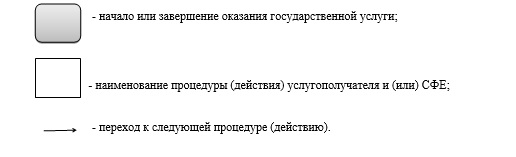 - начало или завершение оказания государственной услуги;
- наименование процедуры (действия) услугополучателя и (или) СФЕ;
- переход к следующей процедуре (действию).